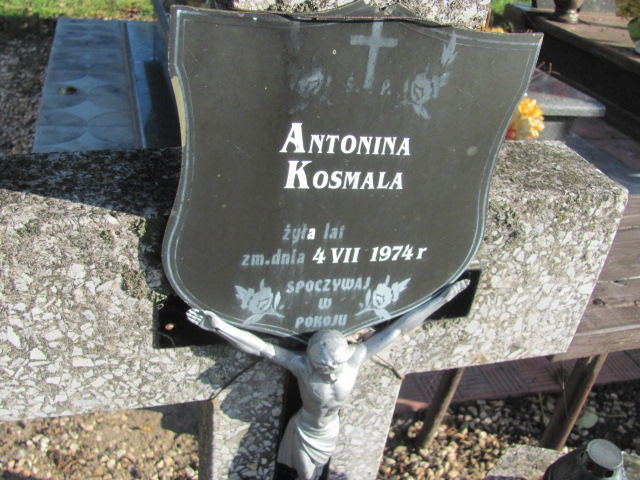 Ś. P.
ANTONINA
KOSMALA
żyła lat
zm.dnia 4 VII 1974 r
SPOCZYWAJ
W
POKOJU